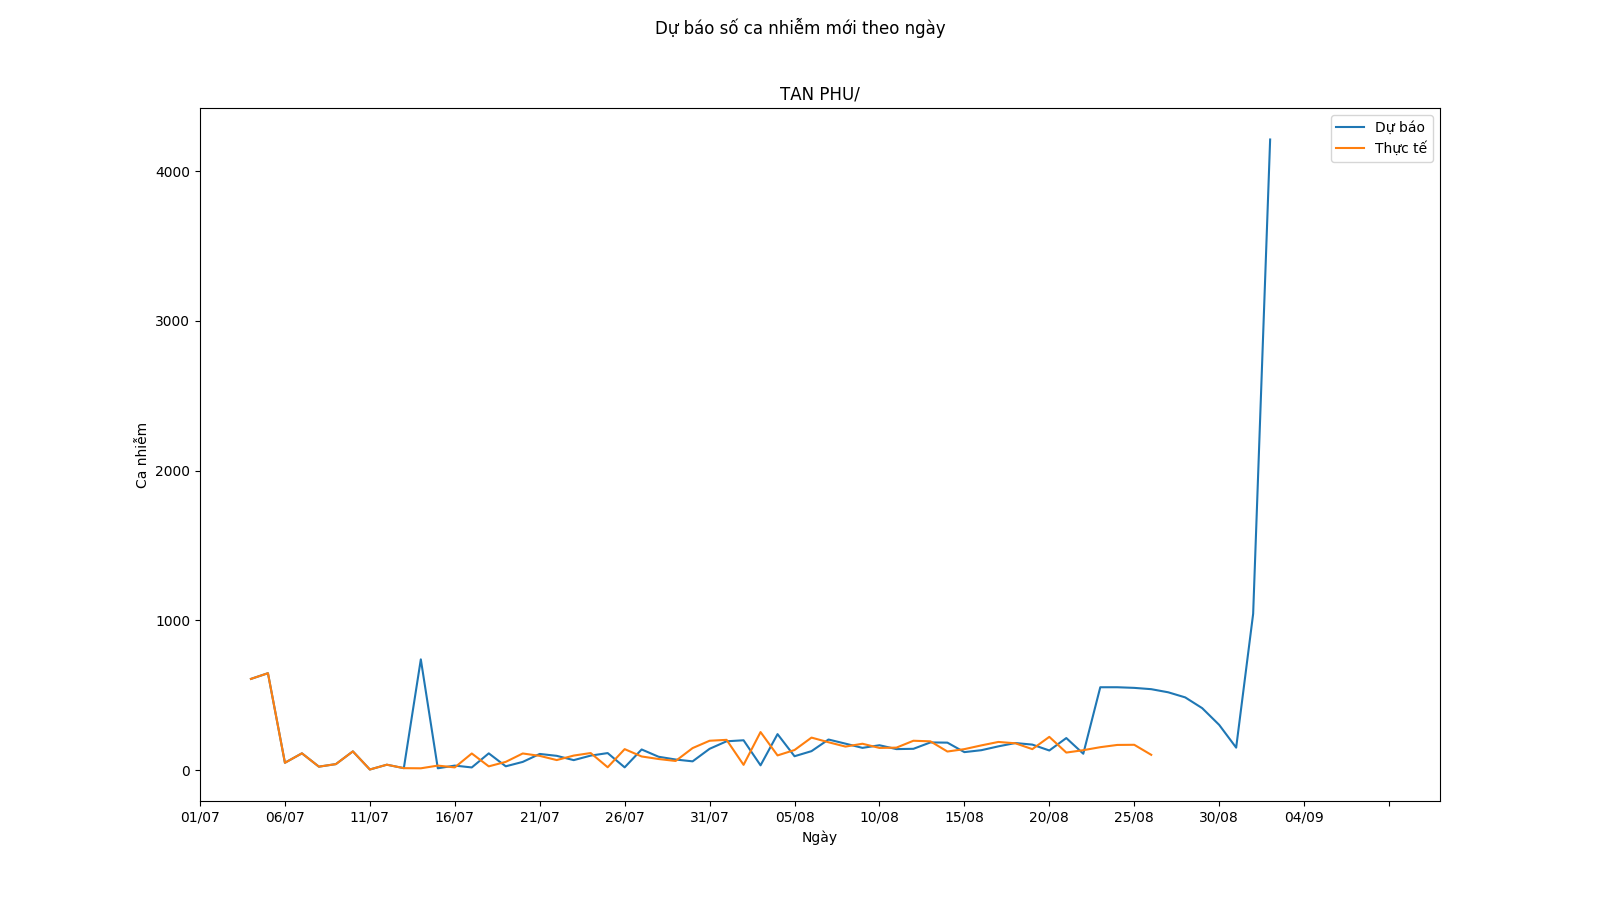 Dự báo số ca nhiễm mới theo ngày
TAN PHU/
Dự báo
Thực tế
4000
3000
2000
1000
0
Ca nhiễm
01/07 06/07 11/07 16/07 21/07 26/07 31/07 05/08 10/08 15/08 20/08 25/08 30/08 04/09
Ngày